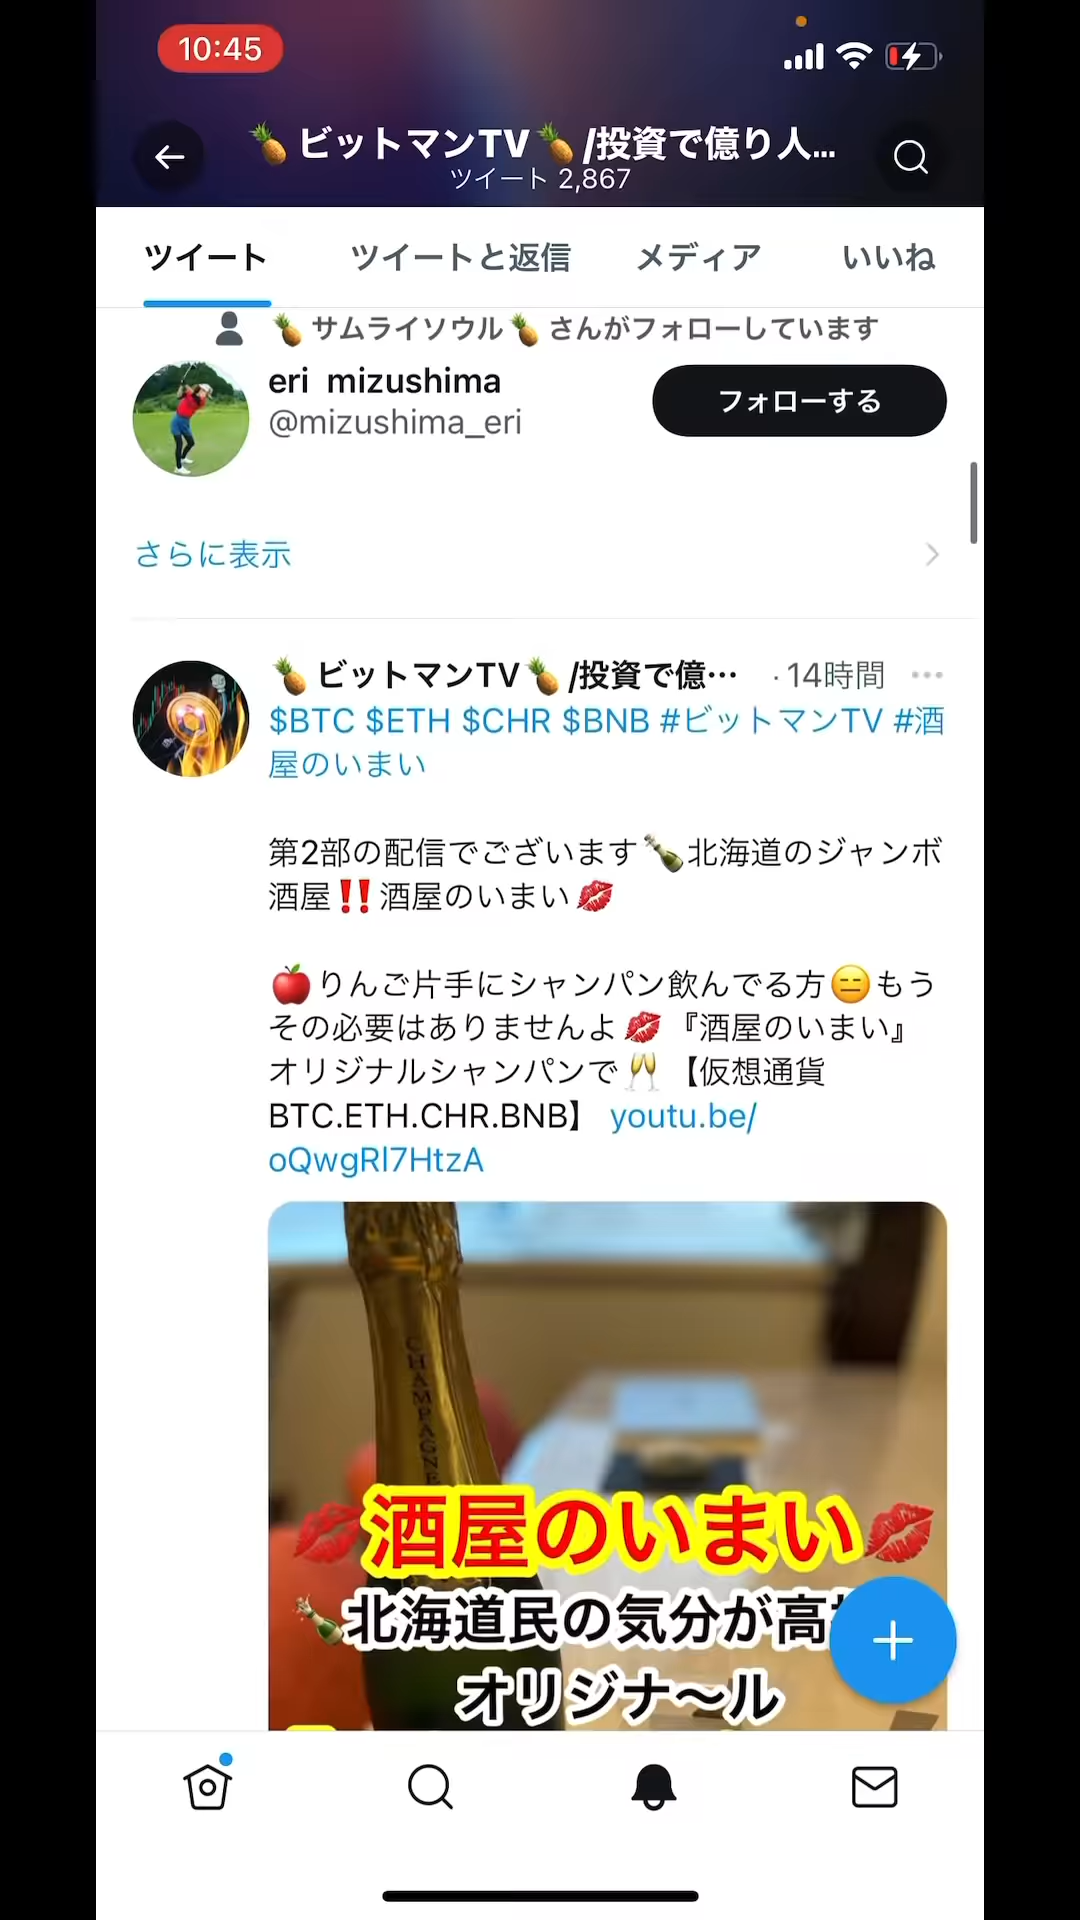 10:45
🍍ビットマンTV🍍/投資で億り人...
ツイート 2,867
ツイート ツイートと返信 メディア いいね
🍍サムライソウル🍍さんがフォローしています
eri mizushima
フォローする
@mizushima_eri
さらに表示
🍍ビットマンTV🍍/投資で億… ・14時間
$BTC $ETH $CHR $BNB #ビットマンTV #酒
屋のいまい
第2部の配信でございます🍾北海道のジャンボ
酒屋‼️酒屋のいまい💋
🍎りんご片手にシャンパン飲んでる方😑もう
その必要はありませんよ💋『酒屋のいまい』
オリジナルシャンパンで🥂【仮想通貨
BTC.ETH.CHR.BNB】 youtu.be/
oQwgRl7HtzA
CHAMPAGNE
💋酒屋のいまい💋
🍾北海道民の気分が高
オリジナ〜ル